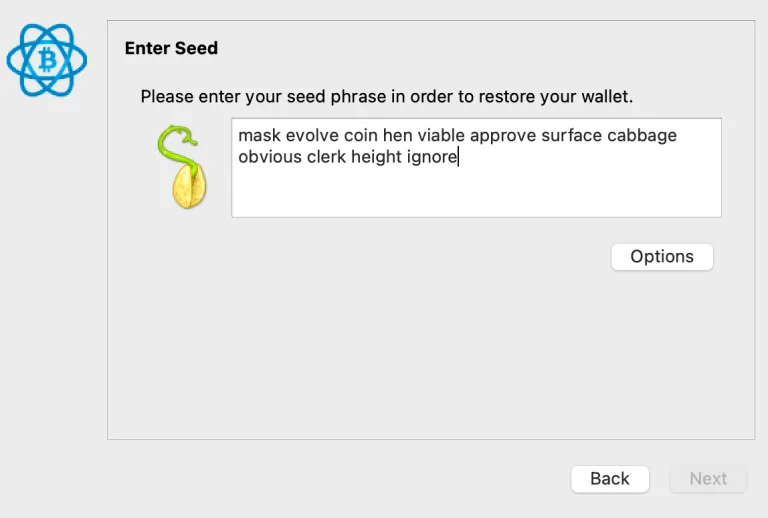 Enter Seed
Please enter your seed phrase in order to restore your wallet.
mask evolve coin hen viable approve surface cabbage
obvious clerk height ignore
Options
Back
Next